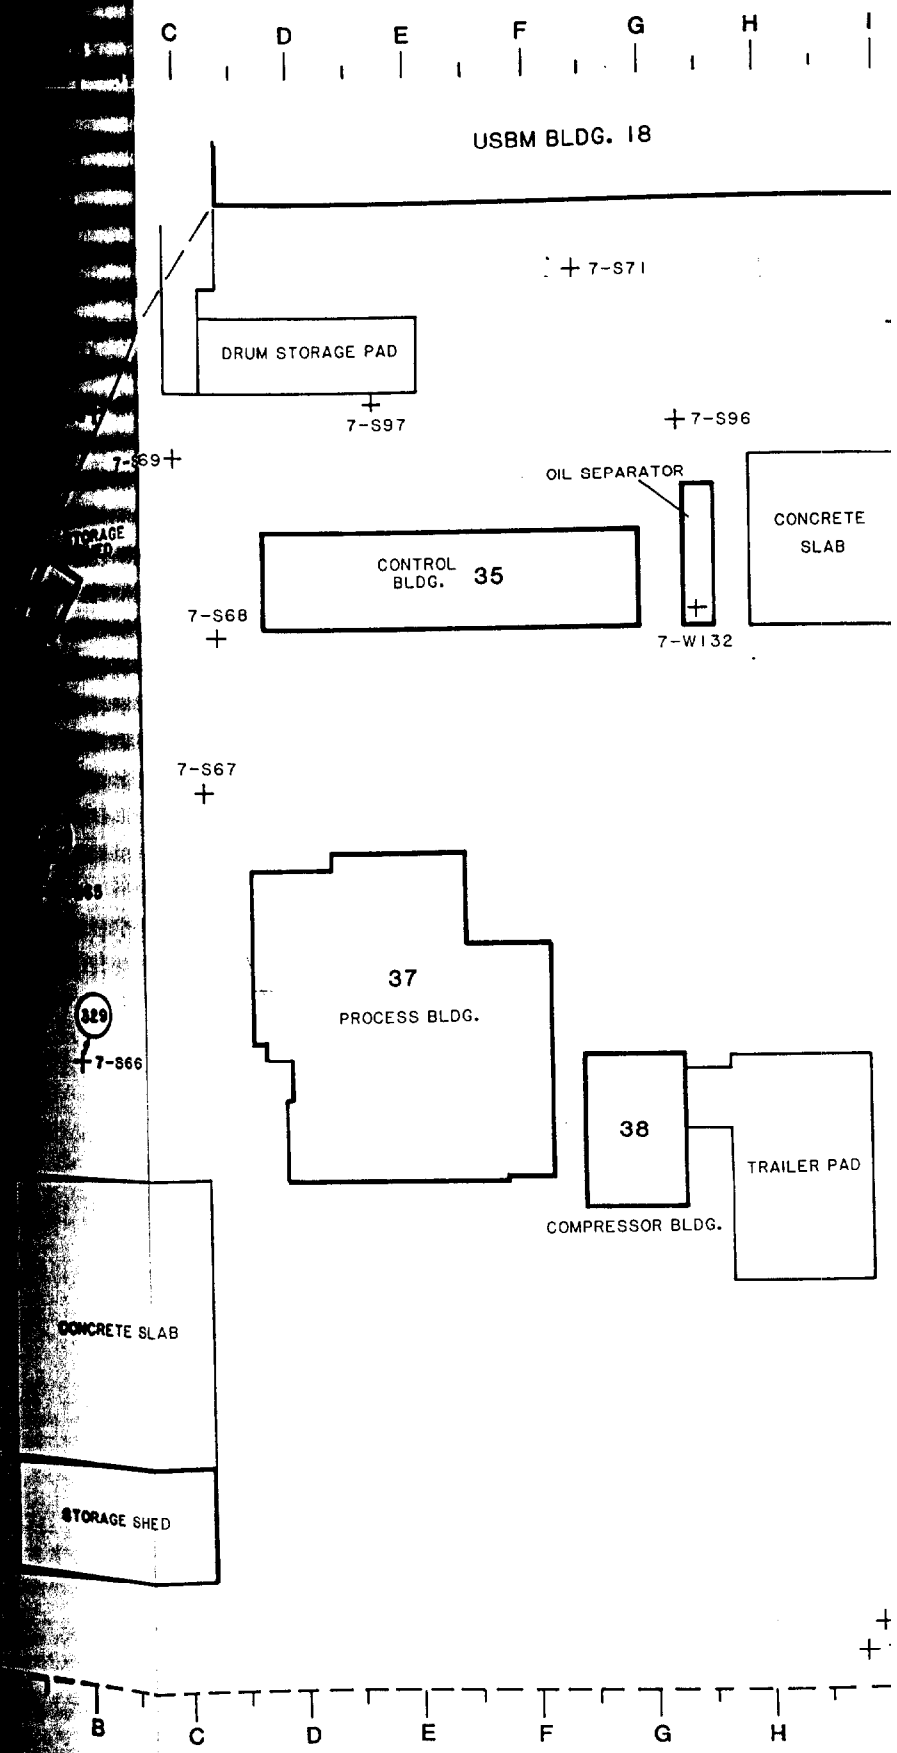 C D E F G H I
USBM BLDG. 18
7-S71
DRUM STORAGE PAD
7-S97
7-S96
7-S69
OIL SEPARATOR
CONCRETE
SLAB
CONTROL
BLDG. 35
7-S68
7-W132
7-S67
37
PROCESS BLDG.
329
7-S66
38
TRAILER PAD
COMPRESSOR BLDG.
CONCRETE SLAB
STORAGE SHED
B C D E F G H